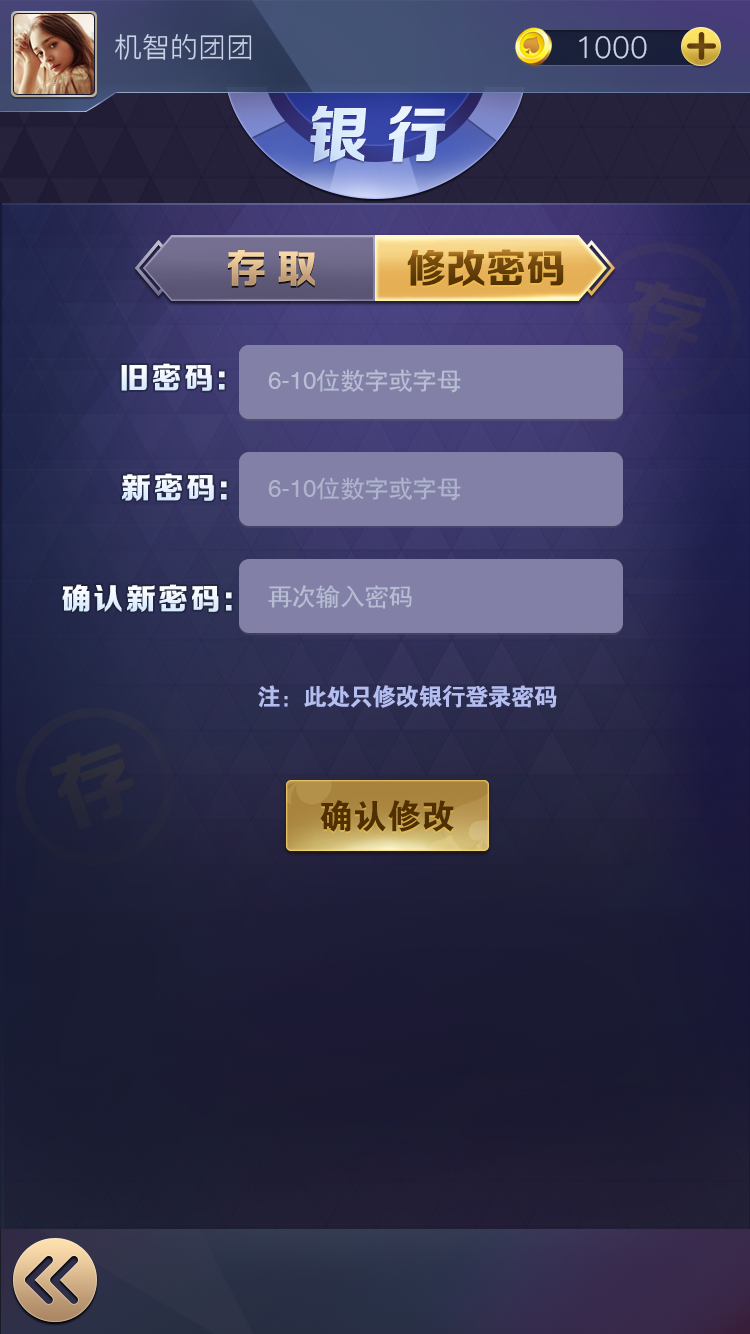 机智的团团
1000
银行
存取
修改密码
旧密码:
6-10位数字或字母
新密码:
6-10位数字或字母
确认新密码:
再次输入密码
存
注：此处只修改银行登录密码
存
确认修改